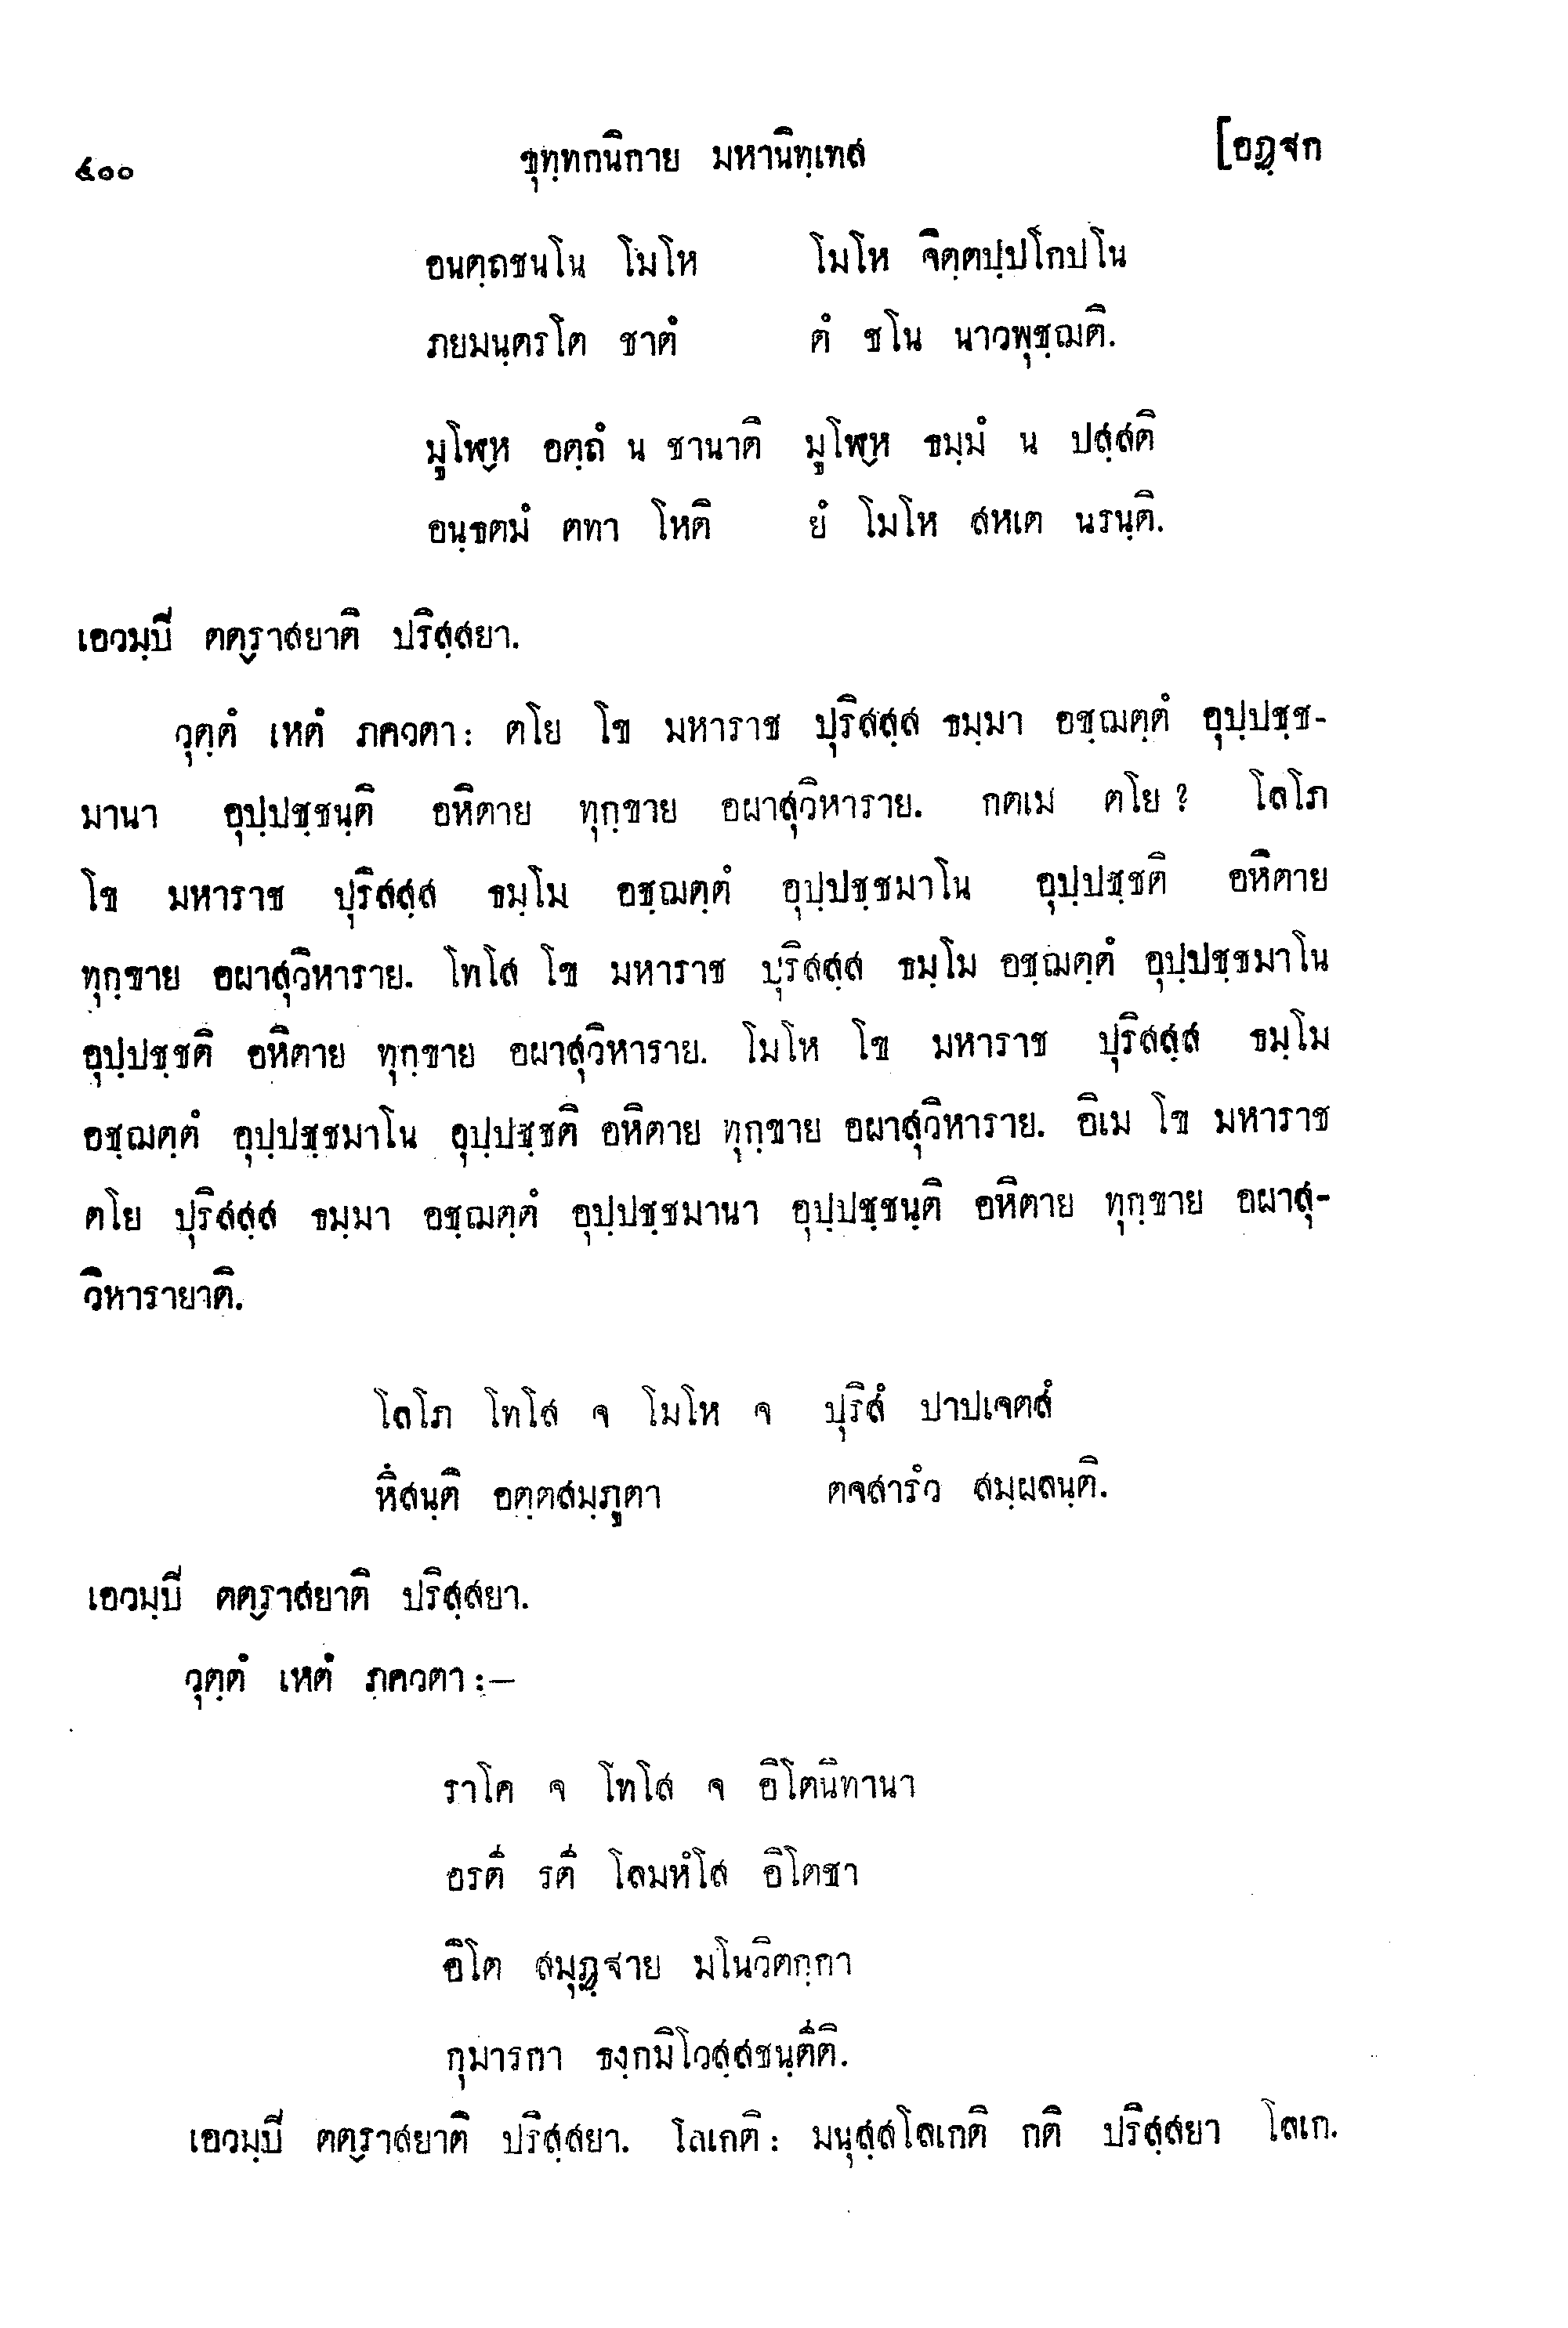 ๔๐๐ ขุทฺทกนิกาย มหานิทฺเทส [อฏฺฐก
อนตฺถชนโน โมโห โมโห จิตฺตปฺปโกปโน
ภยมนฺตรโต ชาตํ ตํ ชโน นาวพุชฺฌติ.
มูโฬฺห อตฺถํ น ชานาติ มูโฬฺห ธมฺมํ น ปสฺสติ
อนฺธตมํ ตทา โหติ ยํ โมโห สหเต นรนฺติ.
เอวมฺปิ ตตฺราสยาติ ปริสฺสยา.
วุตฺตํ เหตํ ภควตา: ตโย โข มหาราช ปุริสสฺส ธมฺมา อชฺฌตฺตํ อุปฺปชฺช-
มานา อุปฺปชฺชนฺติ อหิตาย ทุกฺขาย อผาสุวิหาราย. กตเม ตโย ? โลโภ
โข มหาราช ปุริสสฺส ธมฺโม อชฺฌตฺตํ อุปฺปชฺชมาโน อุปฺปชฺชติ อหิตาย
ทุกฺขาย อผาสุวิหาราย. โทโส โข มหาราช ปุริสสฺส ธมฺโม อชฺฌตฺตํ อุปฺปชฺชมาโน
อุปฺปชฺชติ อหิตาย ทุกฺขาย อผาสุวิหาราย. โมโห โข มหาราช ปุริสสฺส ธมฺโม
อชฺฌตฺตํ อุปฺปชฺชมาโน อุปฺปชฺชติ อหิตาย ทุกฺขาย อผาสุวิหาราย. อิเม โข มหาราช
ตโย ปุริสสฺส ธมฺมา อชฺฌตฺตํ อุปฺปชฺชมานา อุปฺปชฺชนฺติ อหิตาย ทุกฺขาย อผาสุ-
วิหารายาติ.
โลโภ โทโส จ โมโห จ ปุริสํ ปาปเจตสํ
หึสนฺติ อตฺตสมฺภูตา ตจสารํว สมฺผลนฺติ.
เอวมฺปิ ตตฺราสยาติ ปริสฺสยา.
วุตฺตํ เหตํ ภควตา :—
ราโค จ โทโส จ อิโตนิทานา
อรตึ รตึ โลมหํโส อิโตชา
อิโต สมุฏฺฐาย มโนวิตกฺกา
กุมารกา ธงฺกมิโวสฺสชนฺตีติ.
เอวมฺปิ ตตฺราสยาติ ปริสฺสยา. โลเกติ : มนุสฺสโลเกติ กติ ปริสฺสยา โลเก.